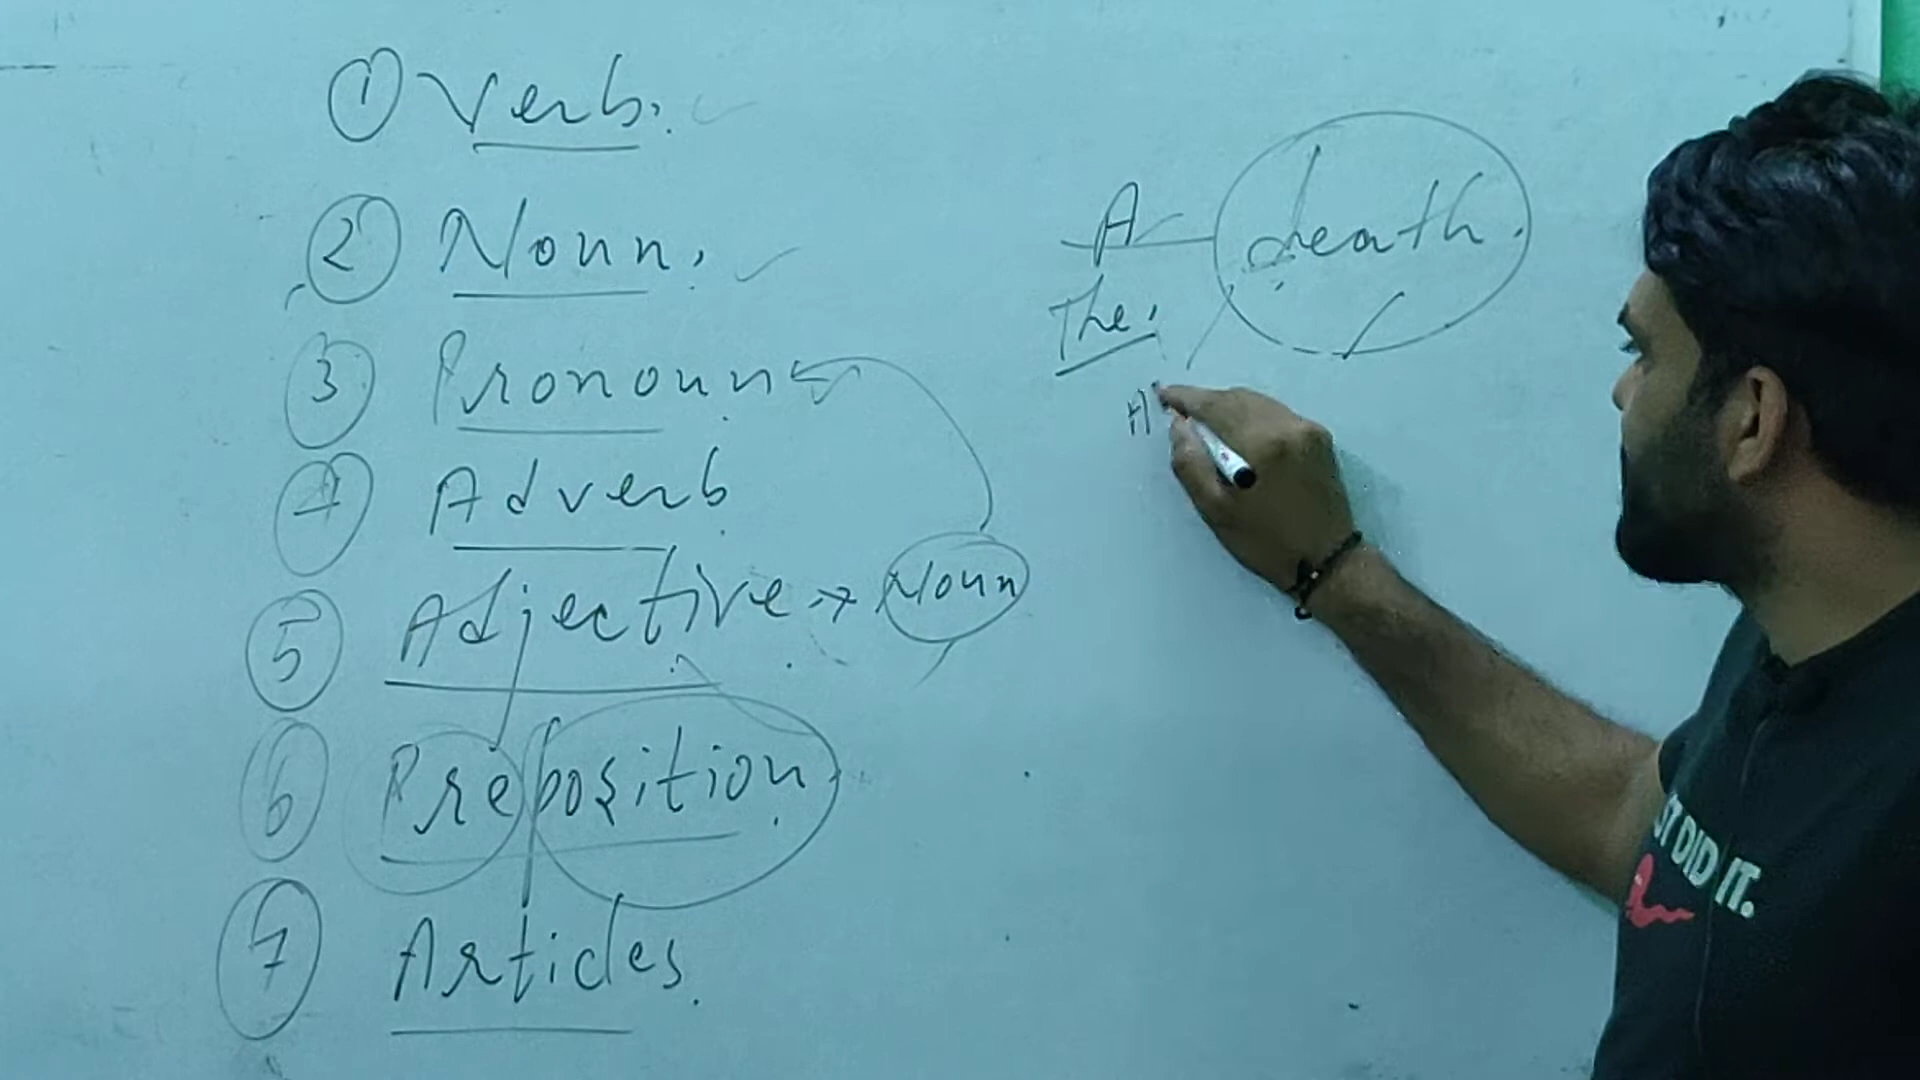 1 Verb.
2 Noun.
3 Pronoun
4 Adverb
5 Adjective → Noun
6 Preposition.
7 Articles.
A death.
The.
A
ST DID IT.